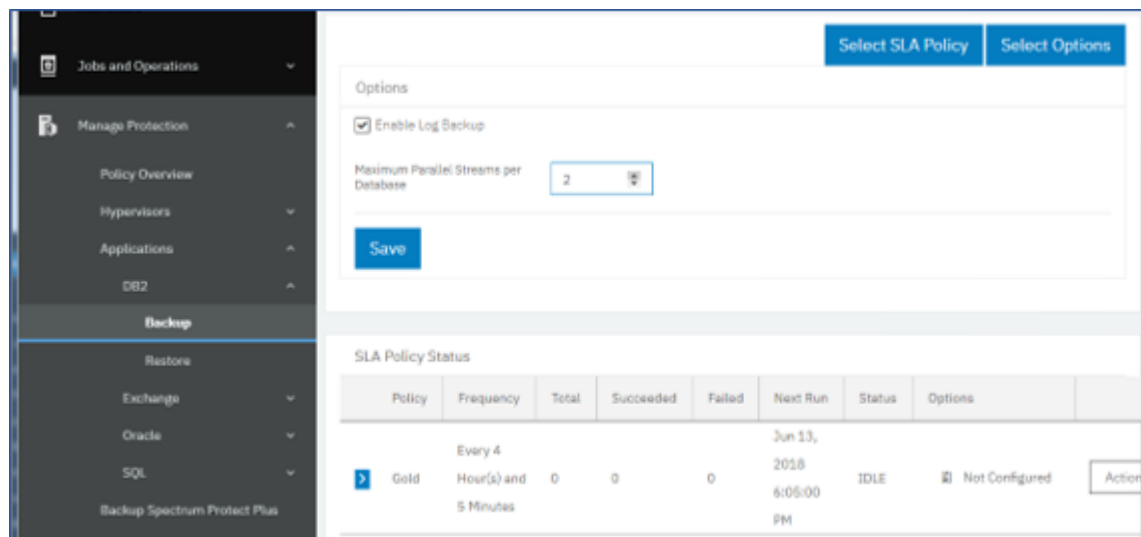 Jobs and Operations
Manage Protection
Policy Overview
Hypervisors
Applications
DB2
Backup
Restore
Exchange
Oracle
SQL
Backup Spectrum Protect Plus
Select SLA Policy
Select Options
Options
Enable Log Backup
Maximum Parallel Streams per
Database
2
Save
SLA Policy Status
Policy Frequency Total Succeeded Failed Next Run Status Options
Gold
Every 4
Hour(s) and
5 Minutes
0
0
0
Jun 13,
2018
6:05:00
PM
IDLE
Not Configured
Action